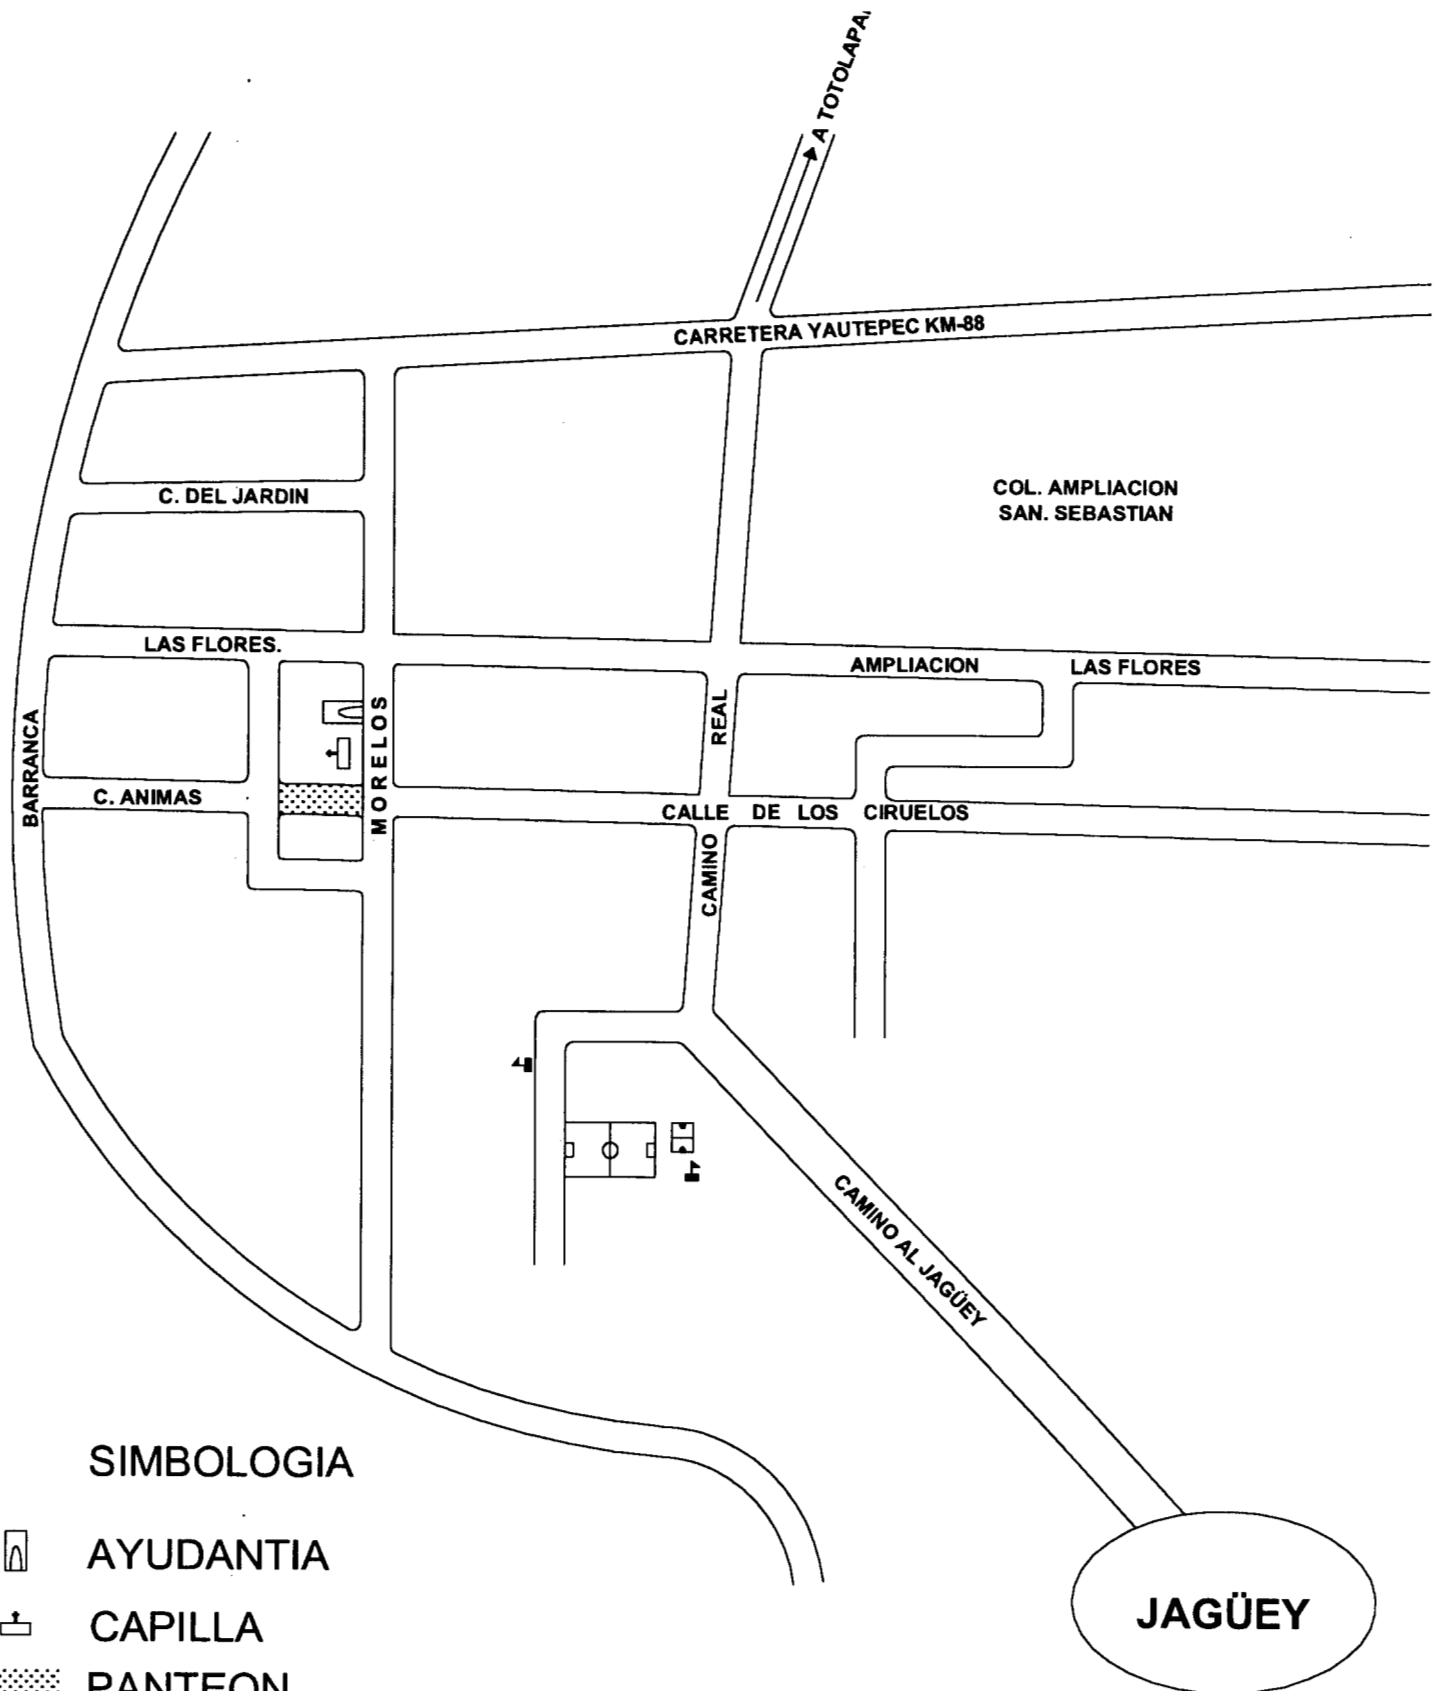 A TOTOLAPA
CARRETERA YAUTEPEC KM-88
C. DEL JARDIN
COL. AMPLIACION
SAN. SEBASTIAN
LAS FLORES.
AMPLIACION LAS FLORES
BARRANCA
MORELOS
CAMINO REAL
C. ANIMAS
CALLE DE LOS CIRUELOS
CAMINO AL JAGÜEY
JAGÜEY
SIMBOLOGIA
AYUDANTIA
CAPILLA
PANTEON